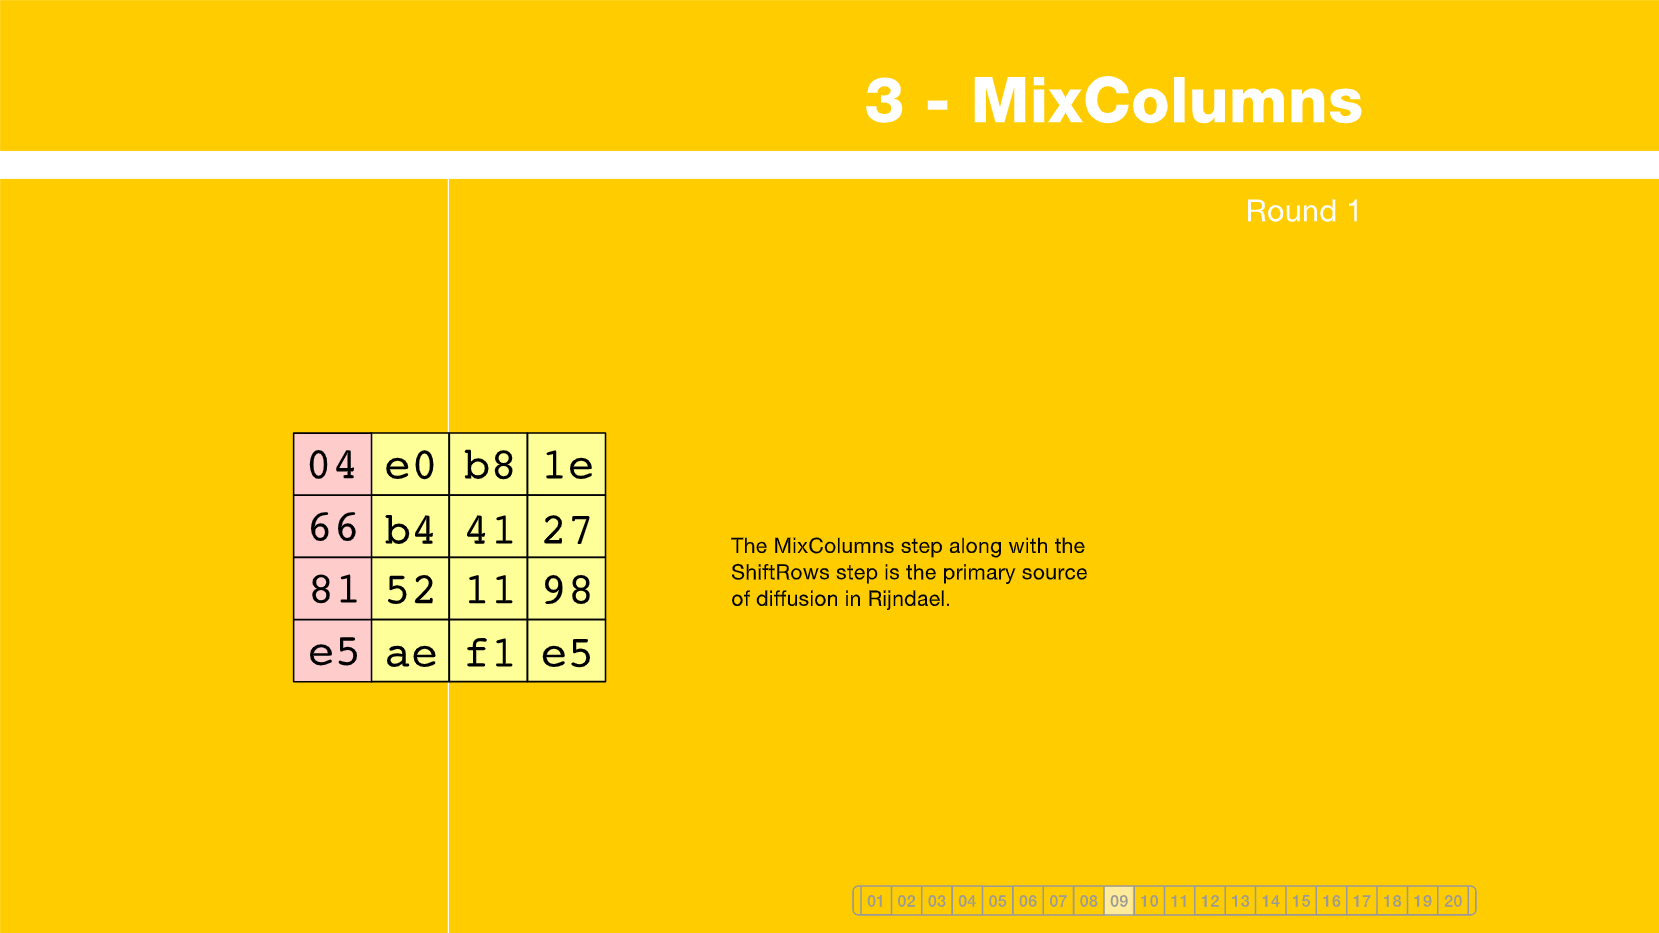 3 - MixColumns
Round 1
04 e0 b8 1e
66 b4 41 27
81 52 11 98
e5 ae f1 e5
The MixColumns step along with the
ShiftRows step is the primary source
of diffusion in Rijndael.
01 02 03 04 05 06 07 08 09 10 11 12 13 14 15 16 17 18 19 20